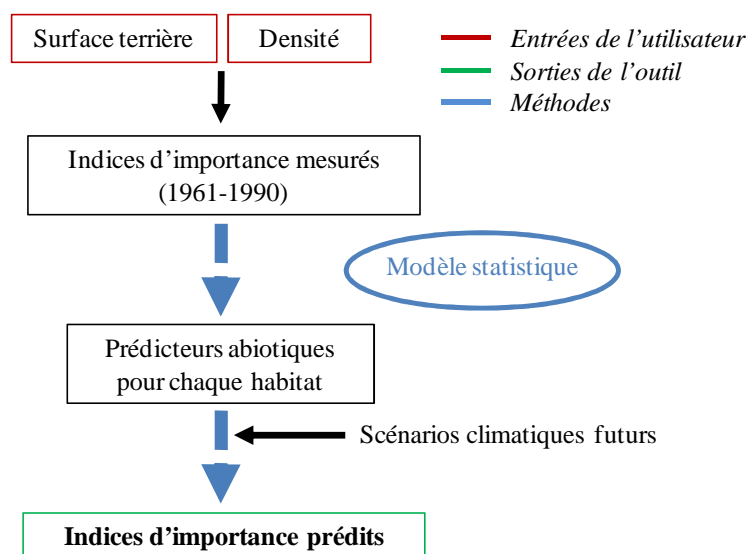 Surface terrière
Densité
Entrées de l'utilisateur
Sorties de l'outil
Méthodes
Indices d'importance mesurés
(1961-1990)
Modèle statistique
Prédicteurs abiotiques
pour chaque habitat
Scénarios climatiques futurs
Indices d'importance prédits